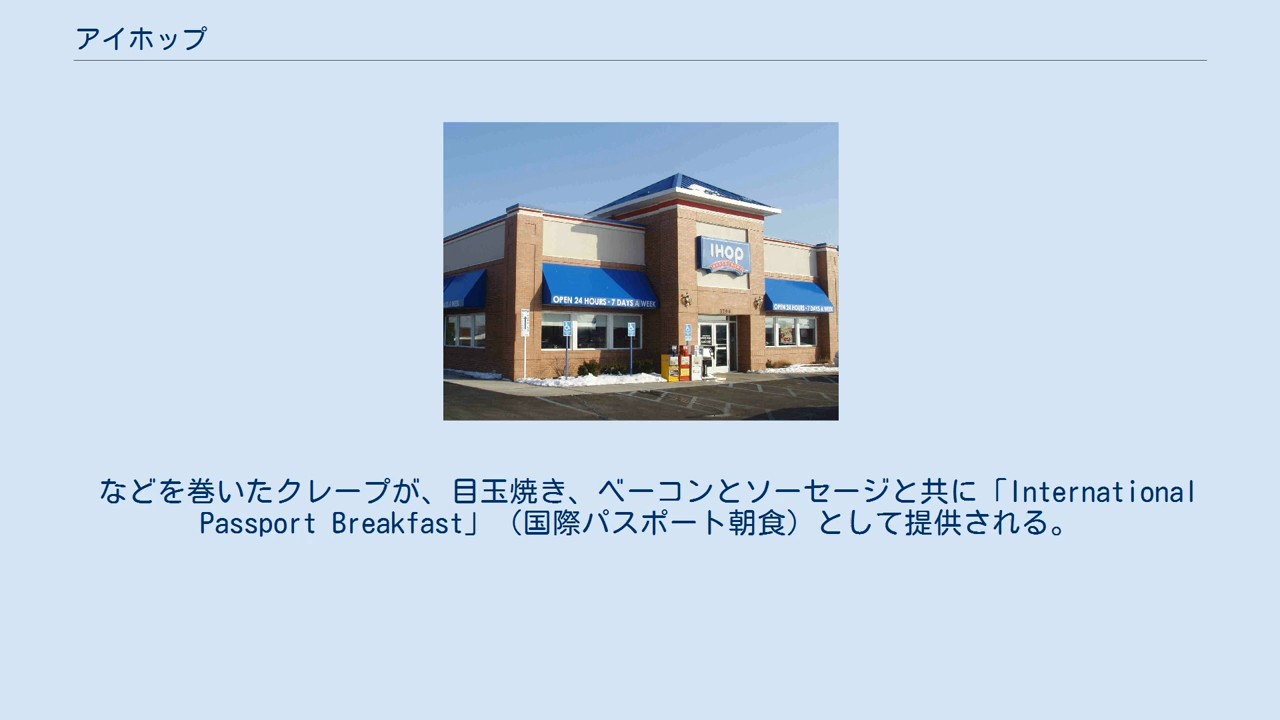 アイホップ
IHOP
OPEN 24 HOURS · 7 DAYS A WEEK
OPEN 24 HOURS · 7 DAYS A WEEK
などを巻いたクレープが、目玉焼き、ベーコンとソーセージと共に「International
Passport Breakfast」（国際パスポート朝食）として提供される。